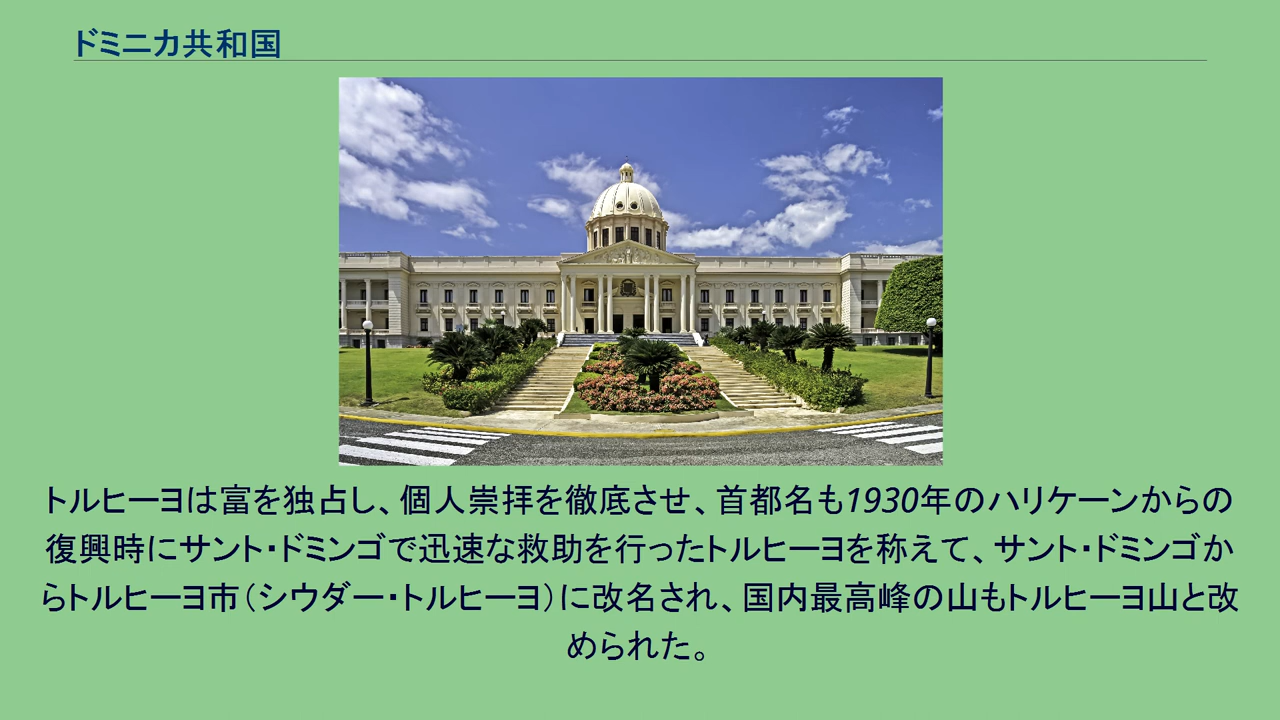 ドミニカ共和国
トルヒーヨは富を独占し、個人崇拝を徹底させ、首都名も1930年のハリケーンからの
復興時にサント・ドミンゴで迅速な救助を行ったトルヒーヨを称えて、サント・ドミンゴか
らトルヒーヨ市（シウダー・トルヒーヨ）に改名され、国内最高峰の山もトルヒーヨ山と改
められた。